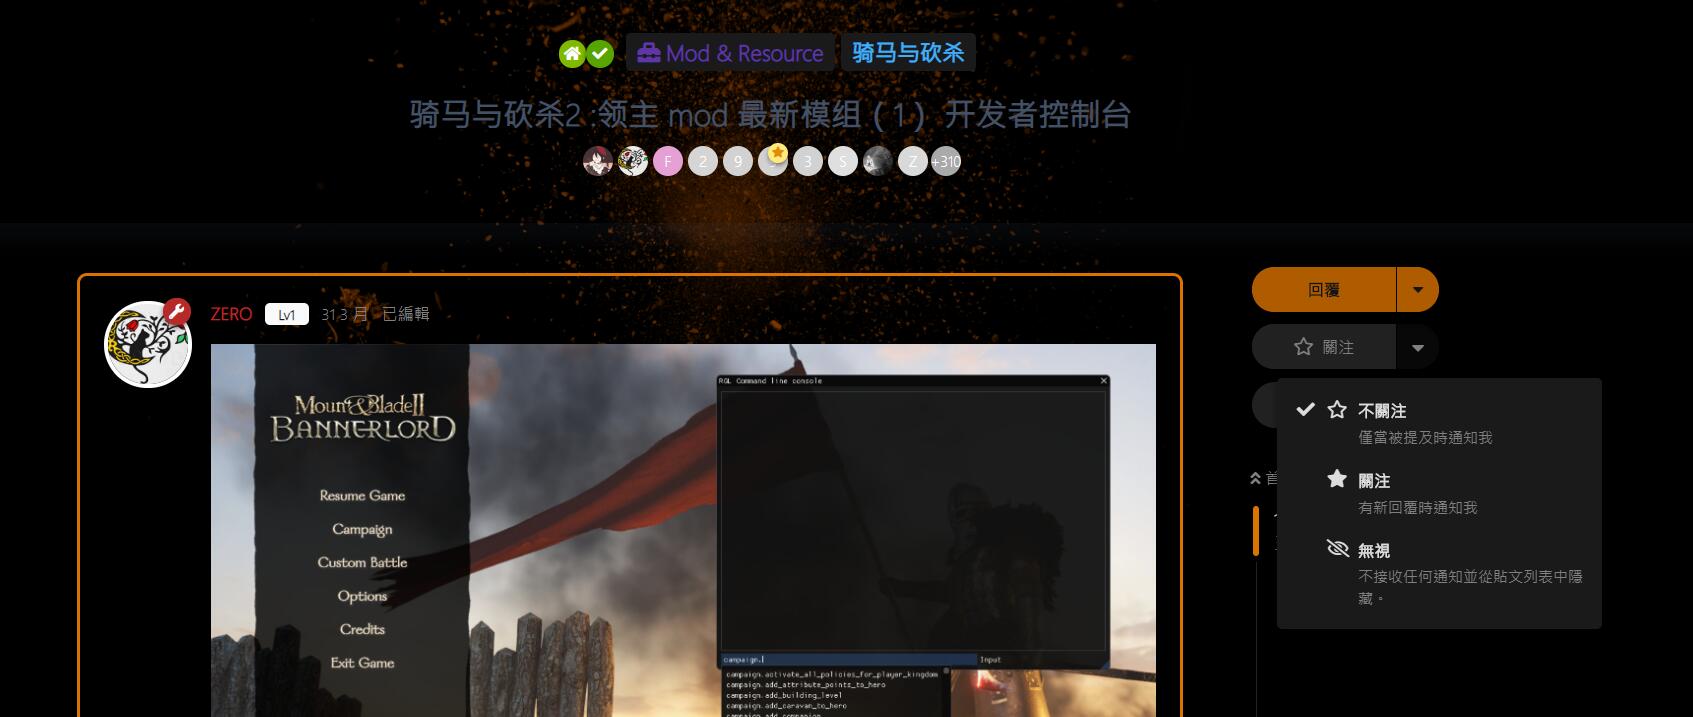 Mod & Resource 骑马与砍杀
骑马与砍杀2 :领主 mod 最新模组（1） 开发者控制台
F 2 9 3 S A Z +310
ZERO Lv1 31 3 月 已編輯
回覆
關注
不關注
僅當被提及時通知我
關注
有新回覆時通知我
無視
不接收任何通知並從貼文列表中隱
藏。
首
Mount&Blade II
BANNERLORD
Resume Game
Campaign
Custom Battle
Options
Credits
Exit Game
RGL Command line console
campaign. Input
campaign.activate_all_policies_for_player_kingdom
campaign.add_attribute_points_to_hero
campaign.add_building_level
campaign.add_caravan_to_hero
campaign.add_companion